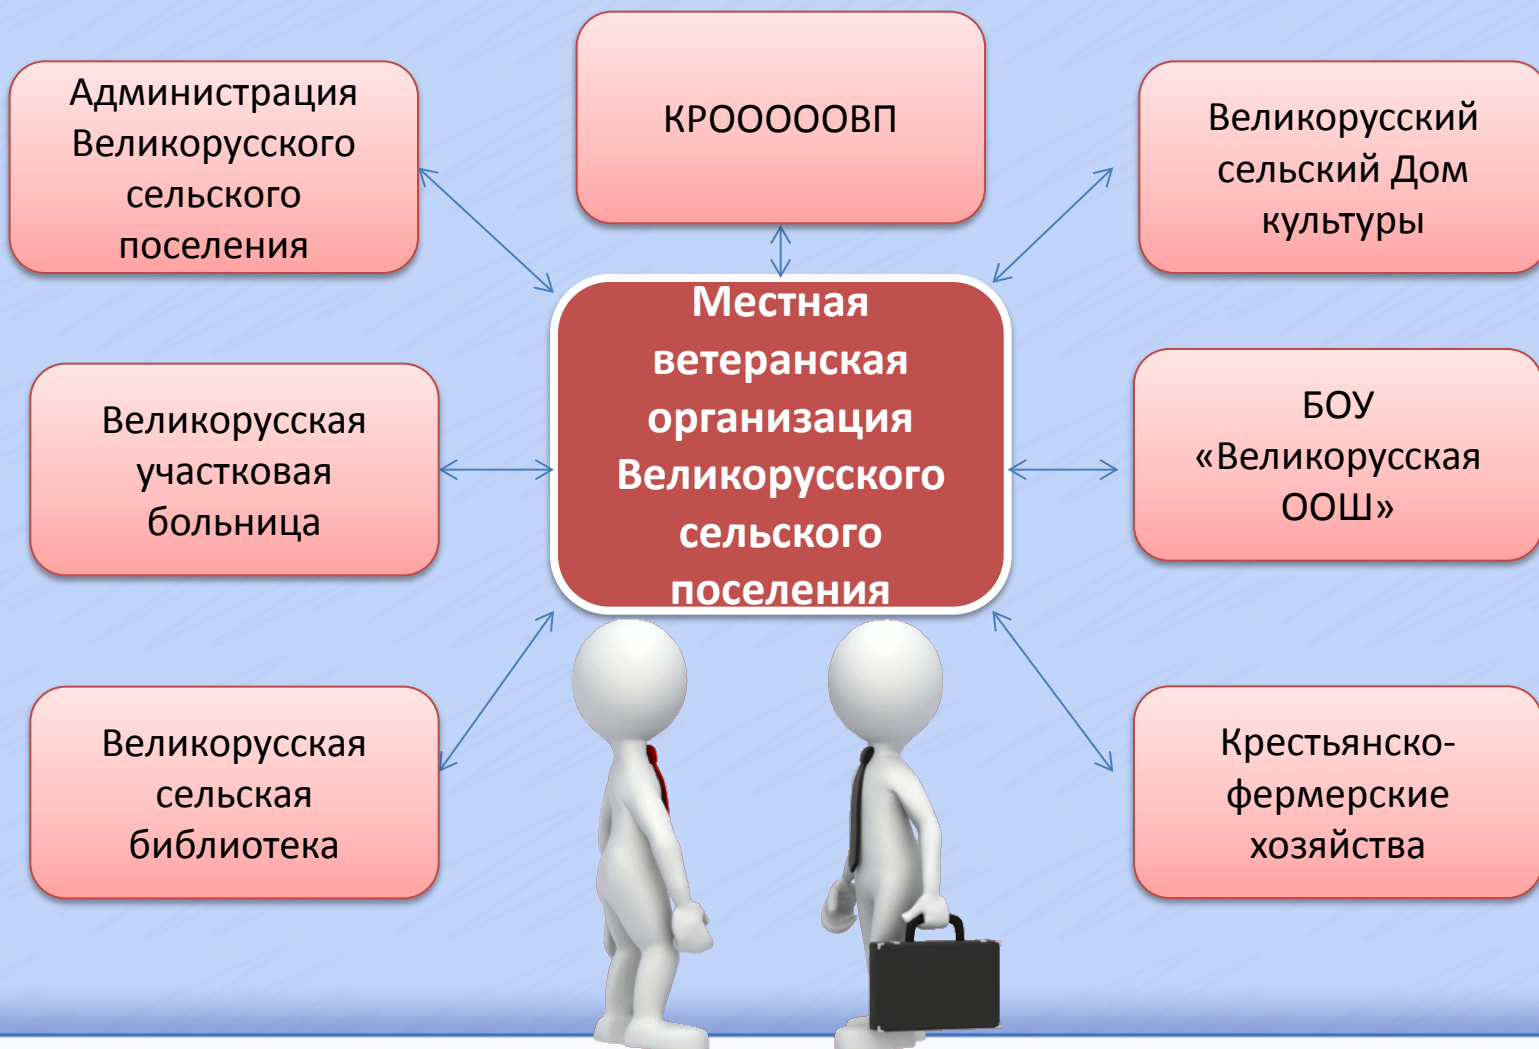 Администрация
Великорусского
сельского
поселения
КРООООOВП
Великорусский
сельский Дом
культуры
Местная
ветеранская
организация
Великорусского
сельского
поселения
Великорусская
участковая
больница
БОУ
«Великорусская
ООШ»
Великорусская
сельская
библиотека
Крестьянско-
фермерские
хозяйства